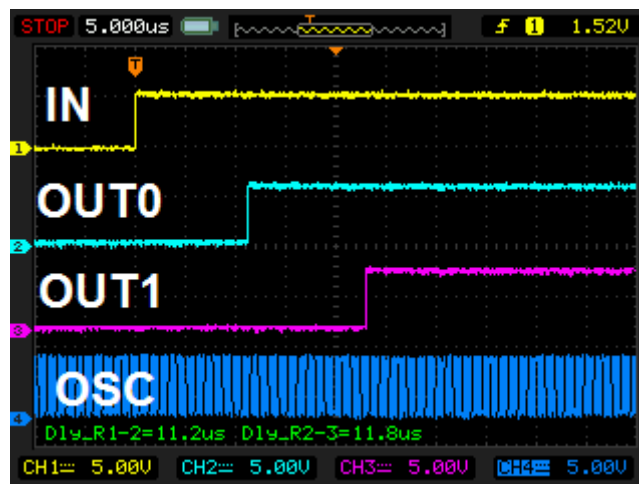 STOP 5.000us T ƒ 1 1.52V
T
IN
1
OUT0
2
OUT1
3
OSC
4
Dly_R1-2=11.2us Dly_R2-3=11.8us
CH1 5.00V CH2 5.00V CH3 5.00V CH4 5.00V